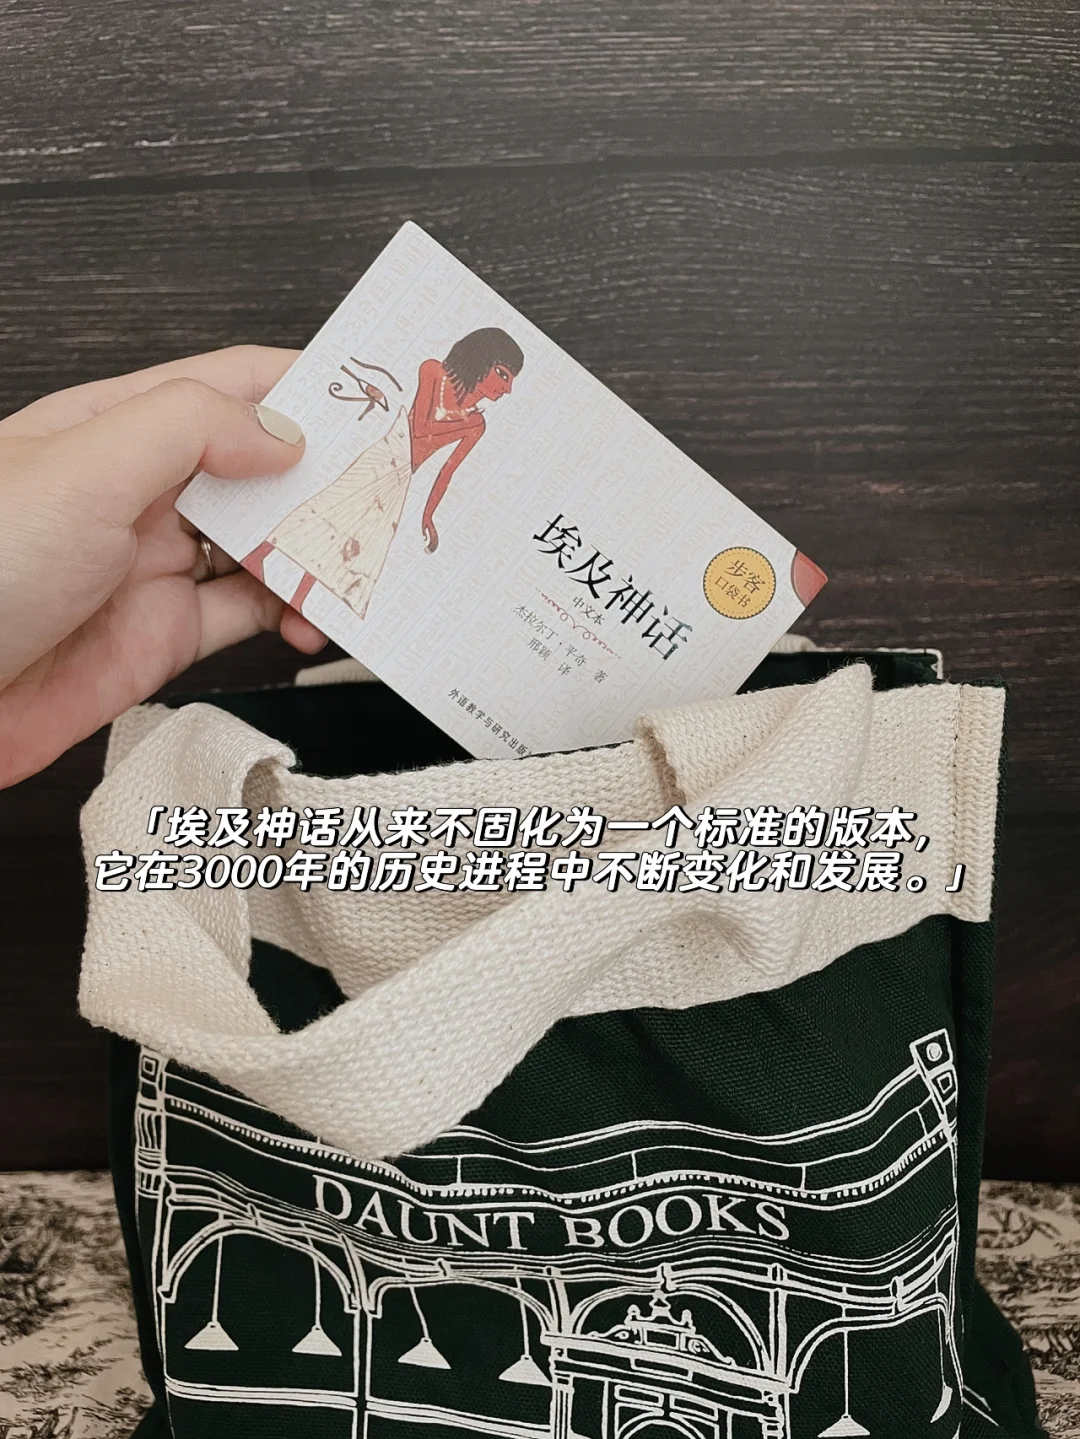 埃及神话
中文本
杰拉尔丁·平奇 著
邢颖 译
步客
口袋书
外语教学与研究出版
「埃及神话从来不固化为一个标准的版本，
它在3000年的历史进程中不断变化和发展。」
DAUNT BOOKS